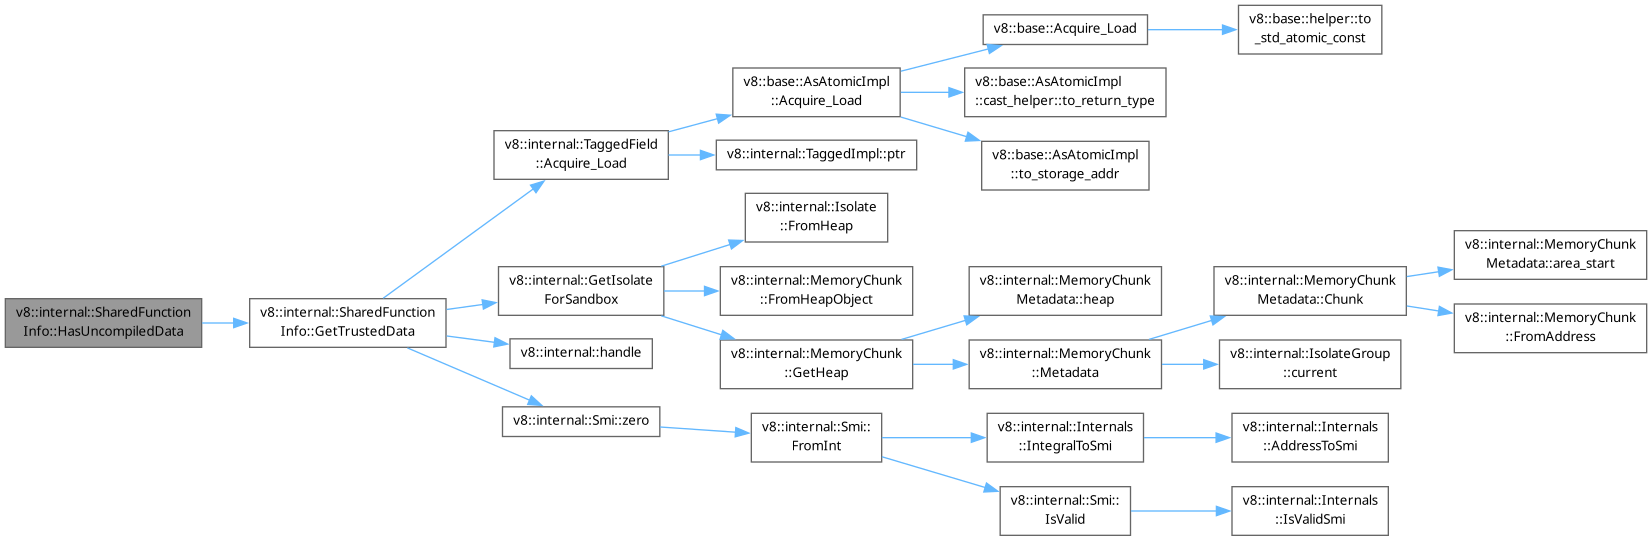 v8::internal::SharedFunction
Info::HasUncompiledData
v8::internal::SharedFunction
Info::GetTrustedData
v8::internal::TaggedField
::Acquire_Load
v8::base::AsAtomicImpl
::Acquire_Load
v8::base::Acquire_Load
v8::base::helper::to
_std_atomic_const
v8::base::AsAtomicImpl
::cast_helper::to_return_type
v8::base::AsAtomicImpl
::to_storage_addr
v8::internal::TaggedImpl::ptr
v8::internal::GetIsolate
ForSandbox
v8::internal::Isolate
::FromHeap
v8::internal::MemoryChunk
::FromHeapObject
v8::internal::MemoryChunk
::GetHeap
v8::internal::MemoryChunk
Metadata::heap
v8::internal::MemoryChunk
::Metadata
v8::internal::MemoryChunk
Metadata::Chunk
v8::internal::MemoryChunk
Metadata::area_start
v8::internal::MemoryChunk
::FromAddress
v8::internal::IsolateGroup
::current
v8::internal::handle
v8::internal::Smi::zero
v8::internal::Smi::
FromInt
v8::internal::Internals
::IntegralToSmi
v8::internal::Internals
::AddressToSmi
v8::internal::Smi::
IsValid
v8::internal::Internals
::IsValidSmi